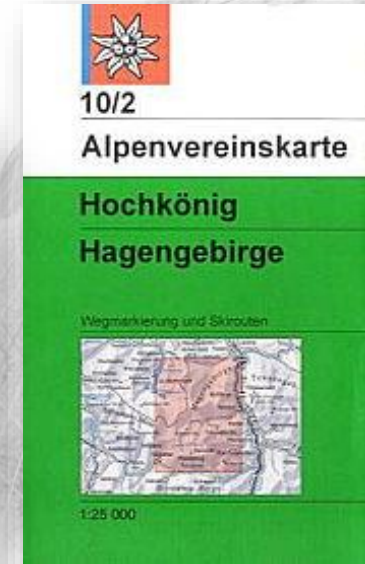 10/2
Alpenvereinskarte
Hochkönig
Hagengebirge
Wegmarkierung und Skirouten
1:25 000